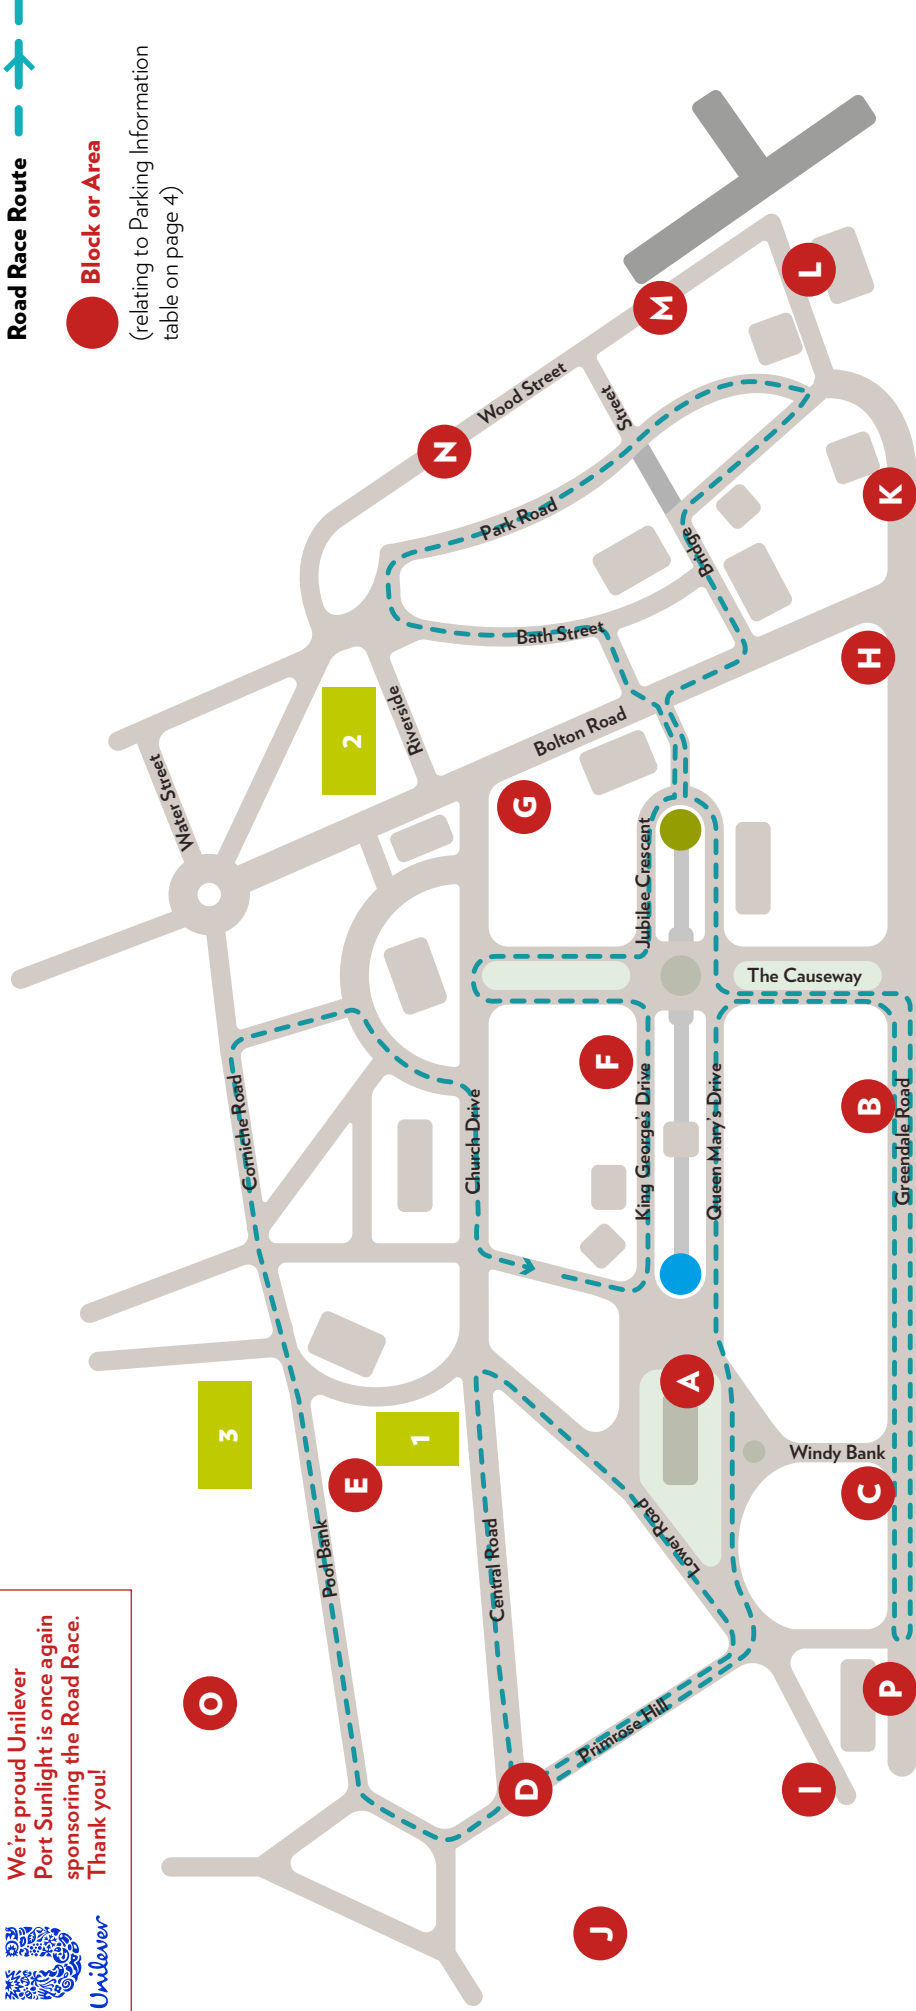 We're proud Unilever
Port Sunlight is once again
sponsoring the Road Race.
Thank you!
Unilever
Road Race Route
Block or Area
(relating to Parking Information
table on page 4)
O
J
3
E
1
D
I
P
Pool Bank
Central Road
Primrose Hill
Lower Road
A
C
Windy Bank
Corniche Road
Church Drive
King George's Drive
Queen Mary's Drive
F
B
Greendale Road
The Causeway
Jubilee Crescent
Water Street
2
Riverside
G
Bolton Road
H
Bath Street
Park Road
Bridge
Street
N
Wood Street
M
L
K